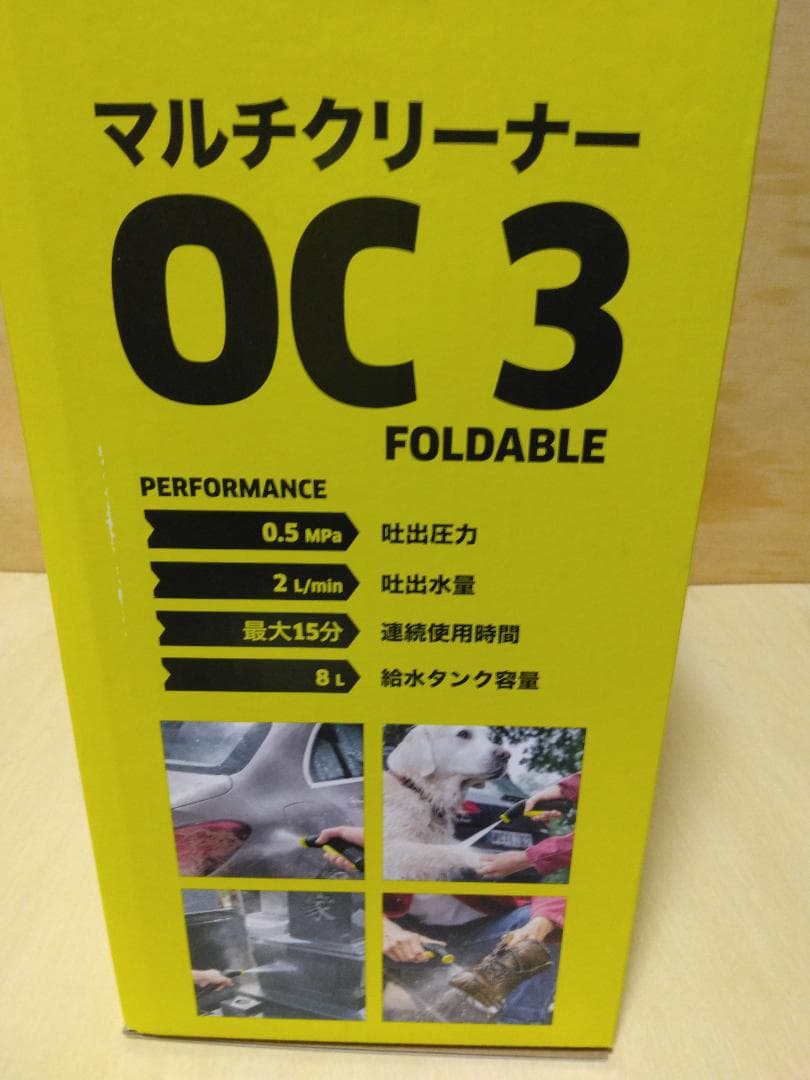 マルチクリーナー
OC 3
FOLDABLE
PERFORMANCE
0.5 MPa 吐出圧力
2 L/min 吐出水量
最大15分 連続使用時間
8 L 給水タンク容量
家